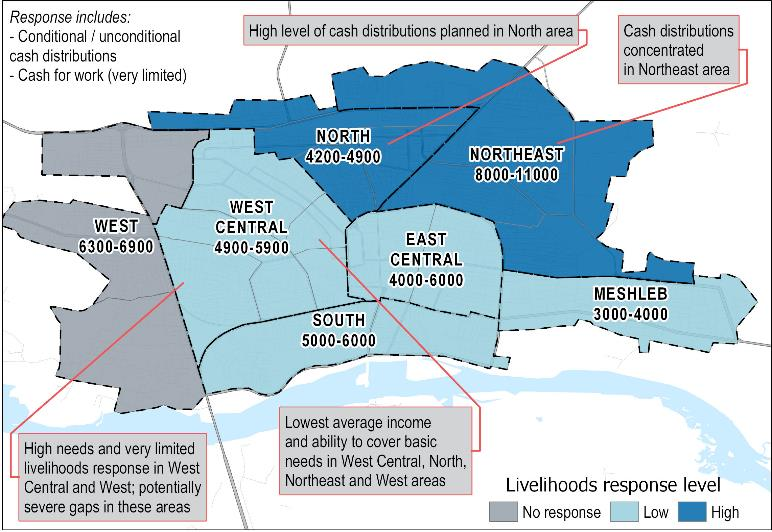 Response includes:
- Conditional / unconditional
cash distributions
- Cash for work (very limited)
High level of cash distributions planned in North area
Cash distributions
concentrated
in Northeast area
NORTH
4200-4900
NORTHEAST
8000-11000
WEST
6300-6900
WEST
CENTRAL
4900-5900
EAST
CENTRAL
4000-6000
MESHLEB
3000-4000
SOUTH
5000-6000
High needs and very limited
livelihoods response in West
Central and West; potentially
severe gaps in these areas
Lowest average income
and ability to cover basic
needs in West Central, North,
Northeast and West areas
Livelihoods response level
No response
Low
High